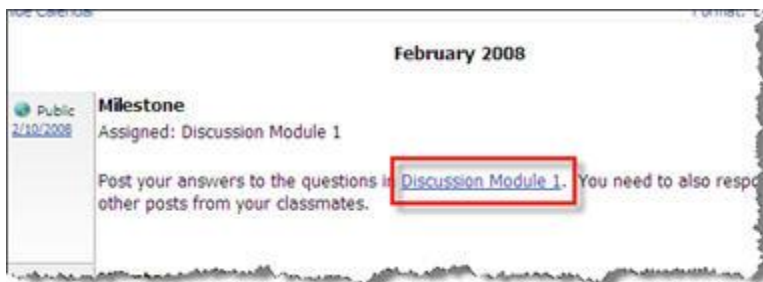 February 2008
Public
2/10/2008
Milestone
Assigned: Discussion Module 1
Post your answers to the questions in Discussion Module 1. You need to also
other posts from your classmates.